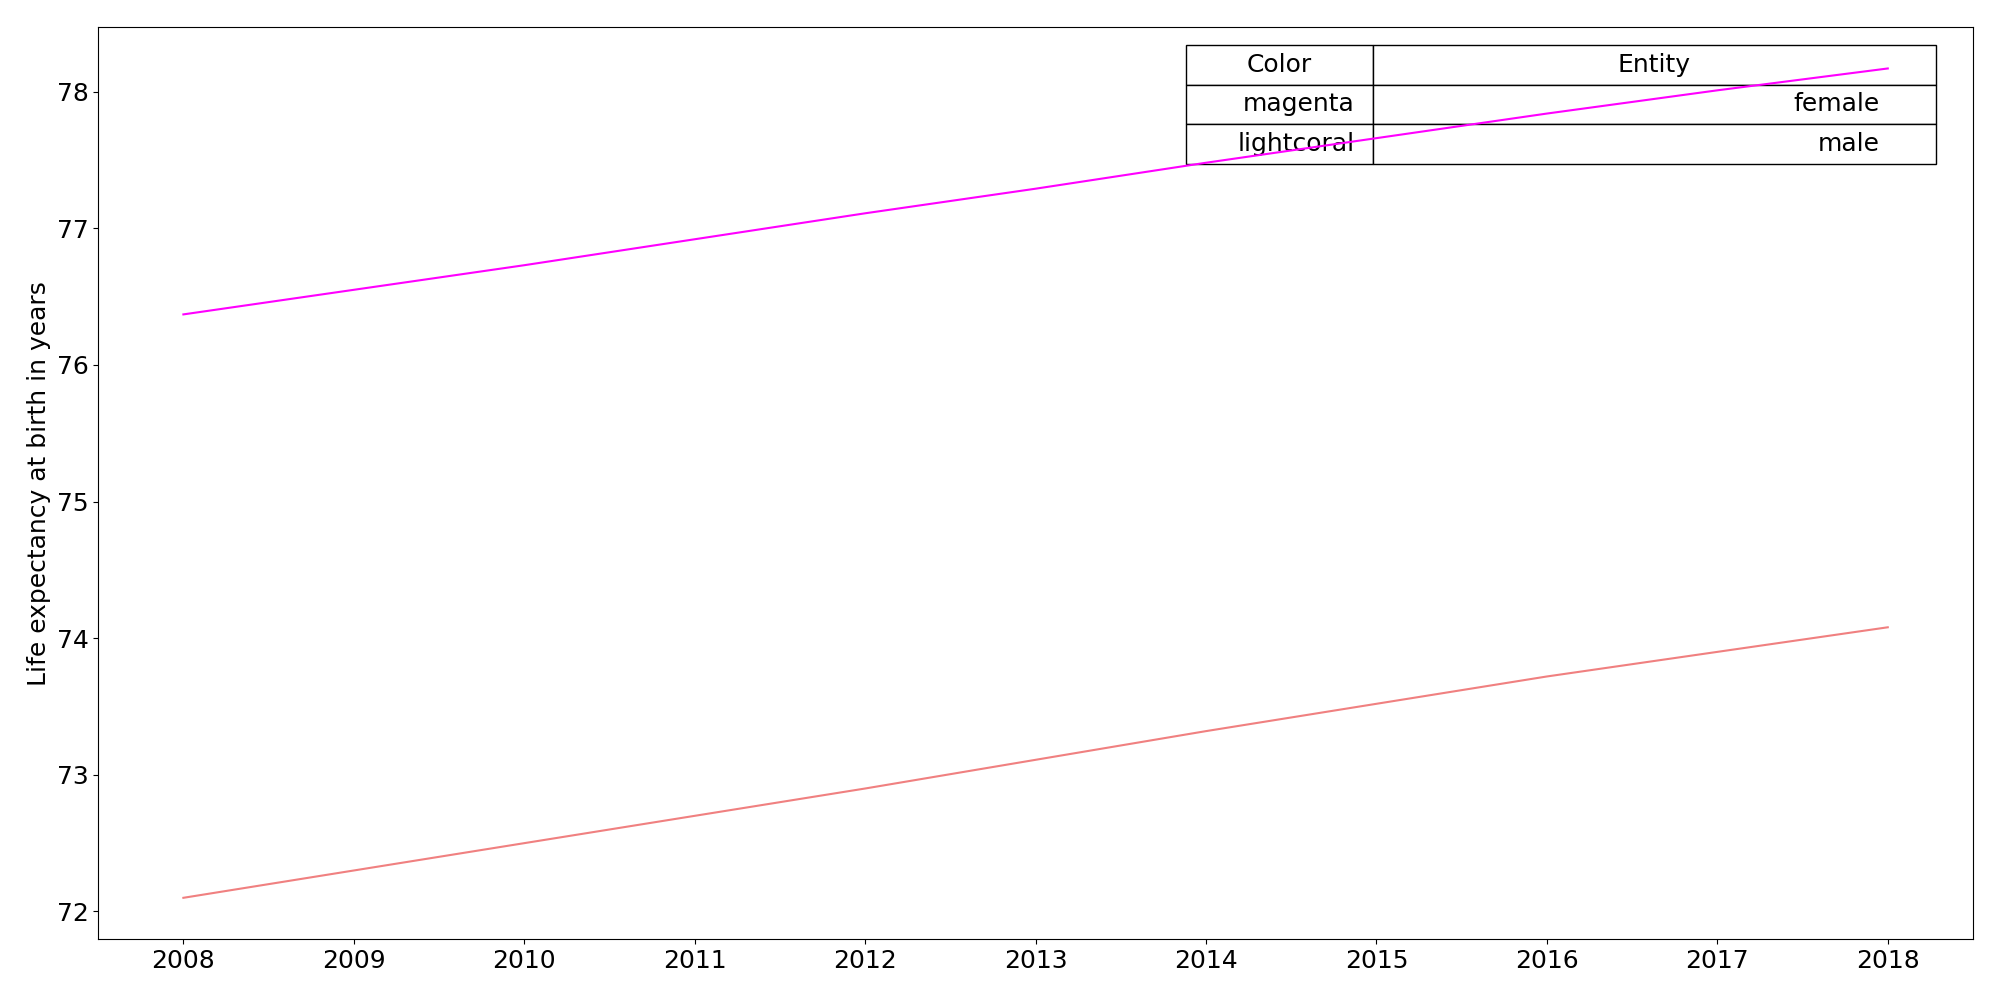 Color Entity
magenta female
lightcoral male
78
77
76
75
74
73
72
Life expectancy at birth in years
2008 2009 2010 2011 2012 2013 2014 2015 2016 2017 2018